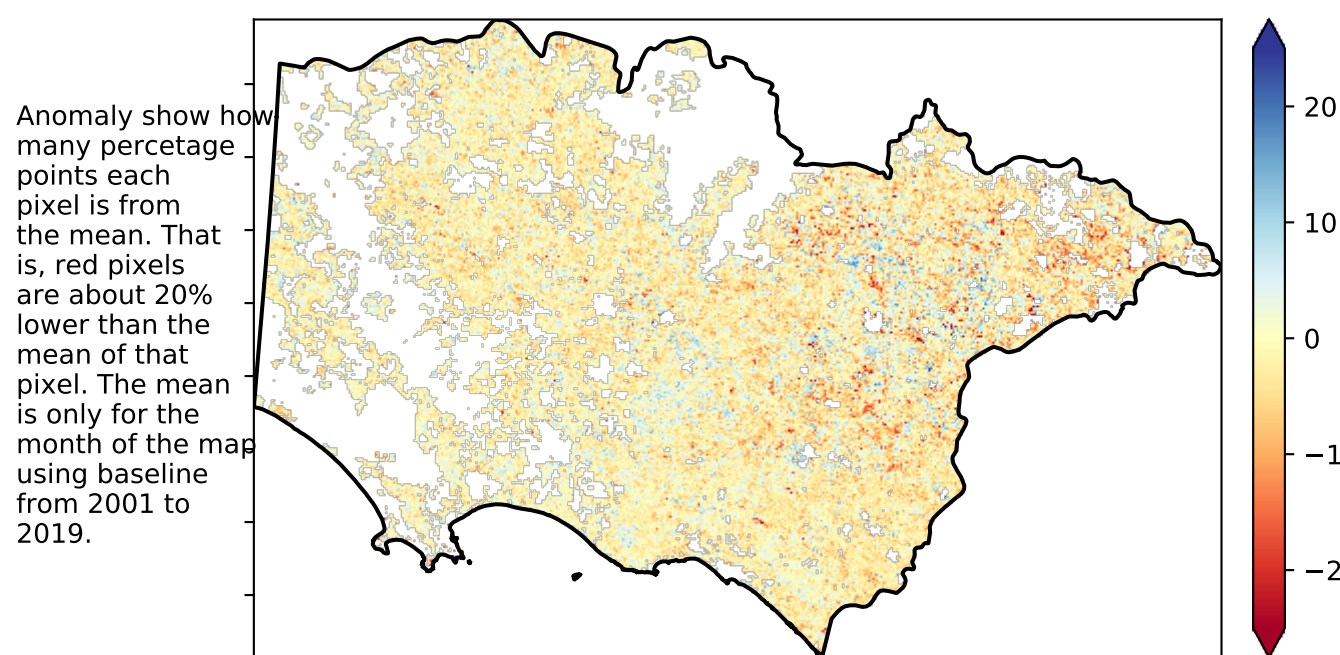 Anomaly show how
many percetage
points each
pixel is from
the mean. That
is, red pixels
are about 20%
lower than the
mean of that
pixel. The mean
is only for the
month of the map
using baseline
from 2001 to
2019.
20
10
0
−1
−2